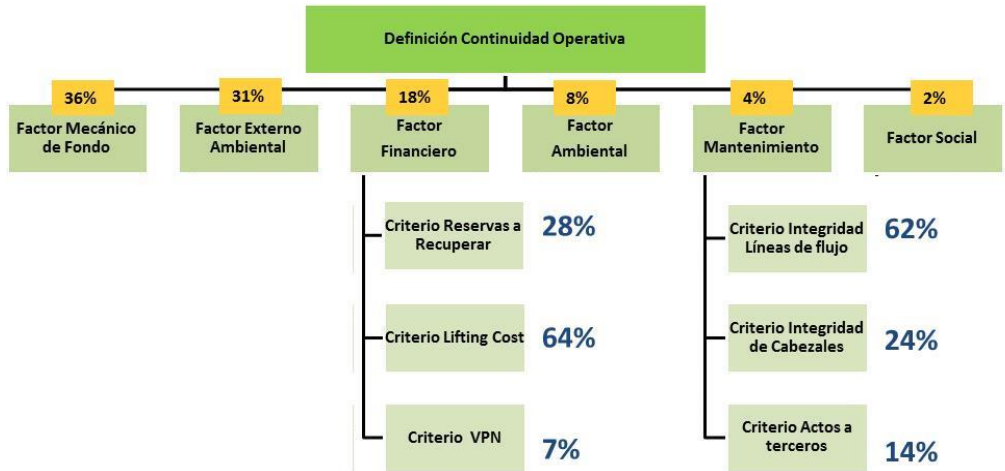 Definición Continuidad Operativa
36%
31%
18%
8%
4%
2%
Factor Mecánico
de Fondo
Factor Externo
Ambiental
Factor
Financiero
Factor
Ambiental
Factor
Mantenimiento
Factor Social
Criterio Reservas a
Recuperar
28%
Criterio Lifting Cost
64%
Criterio VPN
7%
Criterio Integridad
Líneas de flujo
62%
Criterio Integridad
de Cabezales
24%
Criterio Actos a
terceros
14%